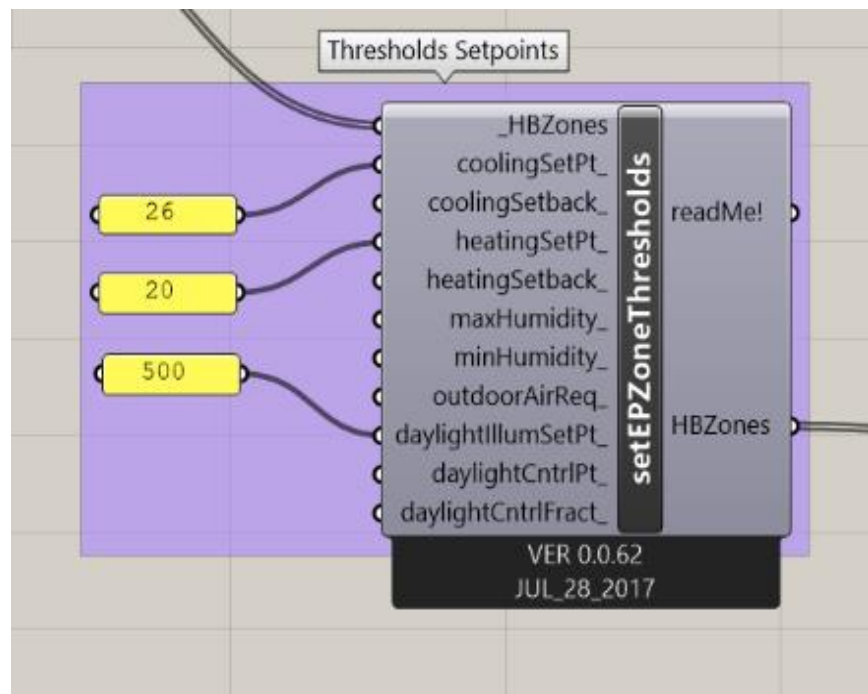 Thresholds Setpoints
26
20
500
_HBZones
coolingSetPt_
coolingSetback_
heatingSetPt_
heatingSetback_
maxHumidity_
minHumidity_
outdoorAirReq_
daylightIllumSetPt_
daylightCntrlPt_
daylightCntrlFract_
setEPZoneThresholds
readMe!
HBZones
VER 0.0.62
JUL_28_2017